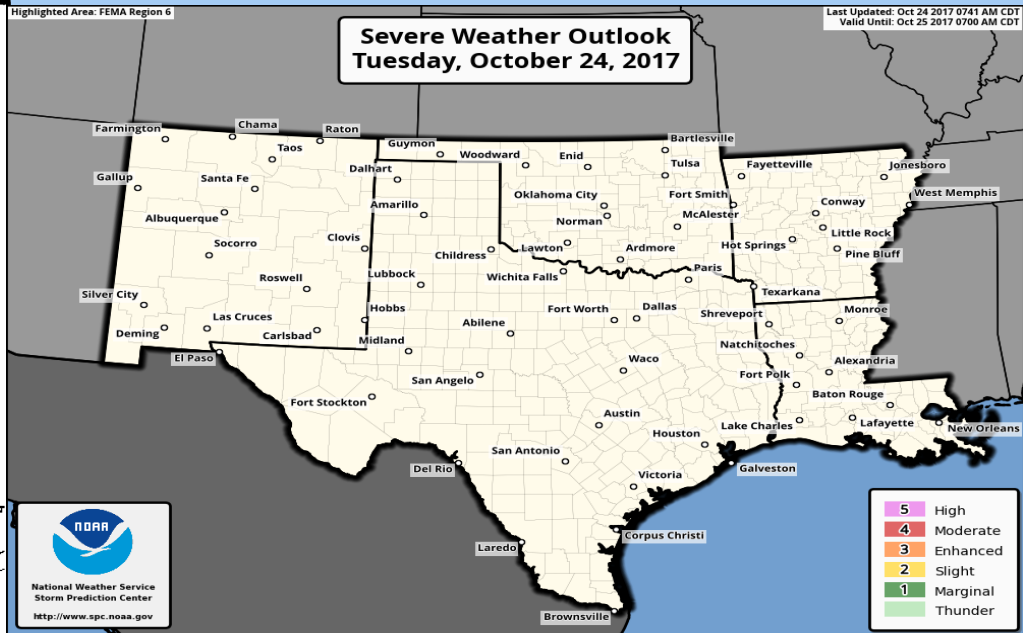 Highlighted Area: FEMA Region 6
Last Updated: Oct 24 2017 0741 AM CDT
Valid Until: Oct 25 2017 0700 AM CDT
Severe Weather Outlook
Tuesday, October 24, 2017
Farmington
Chama
Raton
Taos
Guymon
Woodward
Enid
Bartlesville
Tulsa
Fayetteville
Jonesboro
Gallup
Santa Fe
Dalhart
Oklahoma City
Fort Smith
West Memphis
Albuquerque
Amarillo
Norman
McAlester
Conway
Little Rock
Socorro
Clovis
Childress
Lawton
Ardmore
Hot Springs
Pine Bluff
Roswell
Lubbock
Wichita Falls
Paris
Texarkana
Silver City
Las Cruces
Hobbs
Fort Worth
Dallas
Shreveport
Monroe
Deming
Carlsbad
Midland
Abilene
Natchitoches
El Paso
Waco
Alexandria
San Angelo
Fort Polk
Fort Stockton
Baton Rouge
Austin
Houston
Lake Charles
Lafayette
New Orleans
San Antonio
Del Rio
Victoria
Galveston
Corpus Christi
Laredo
Brownsville
NOAA
National Weather Service
Storm Prediction Center
http://www.spc.noaa.gov
5 High
4 Moderate
3 Enhanced
2 Slight
1 Marginal
Thunder